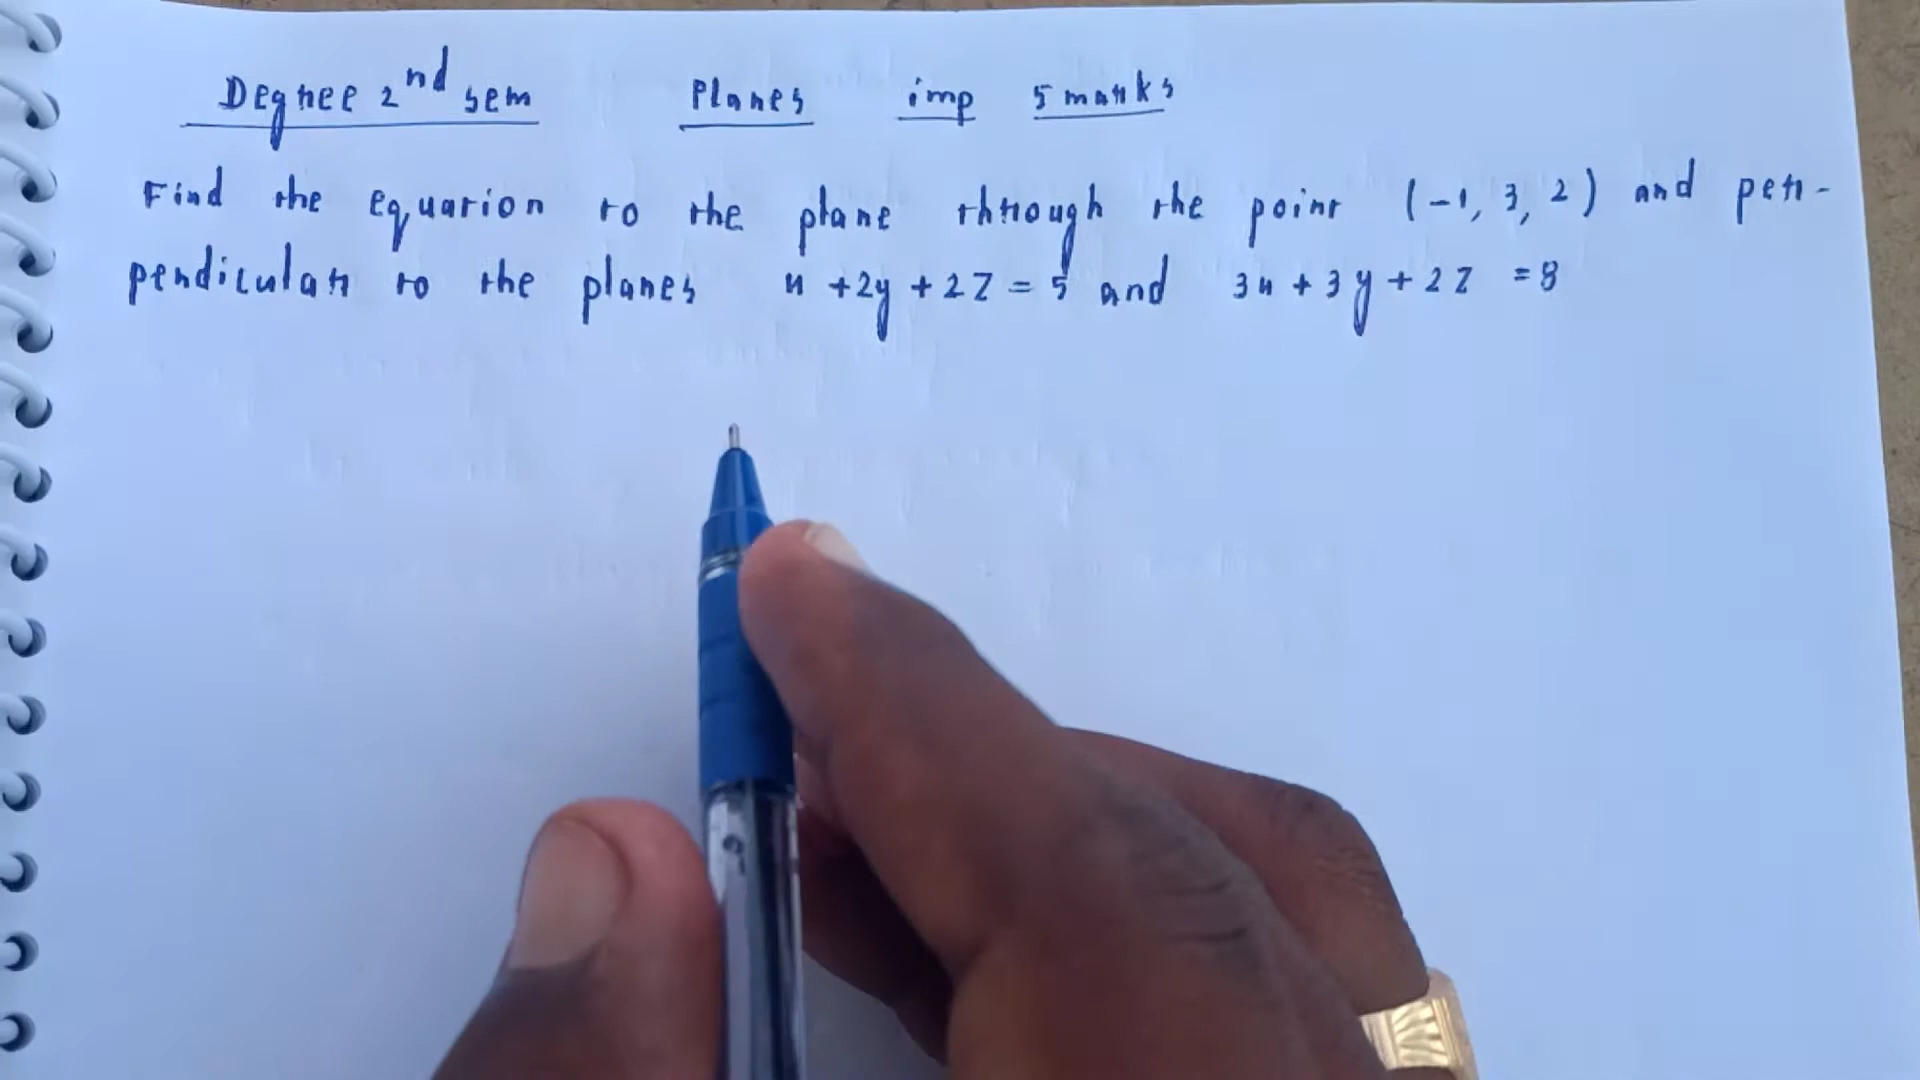 Degree 2nd sem Planes imp 5 marks
Find the equation to the plane through the point (-1, 3, 2) and per-
pendicular to the planes x + 2y + 2z = 5 and 3x + 3y + 2z = 8